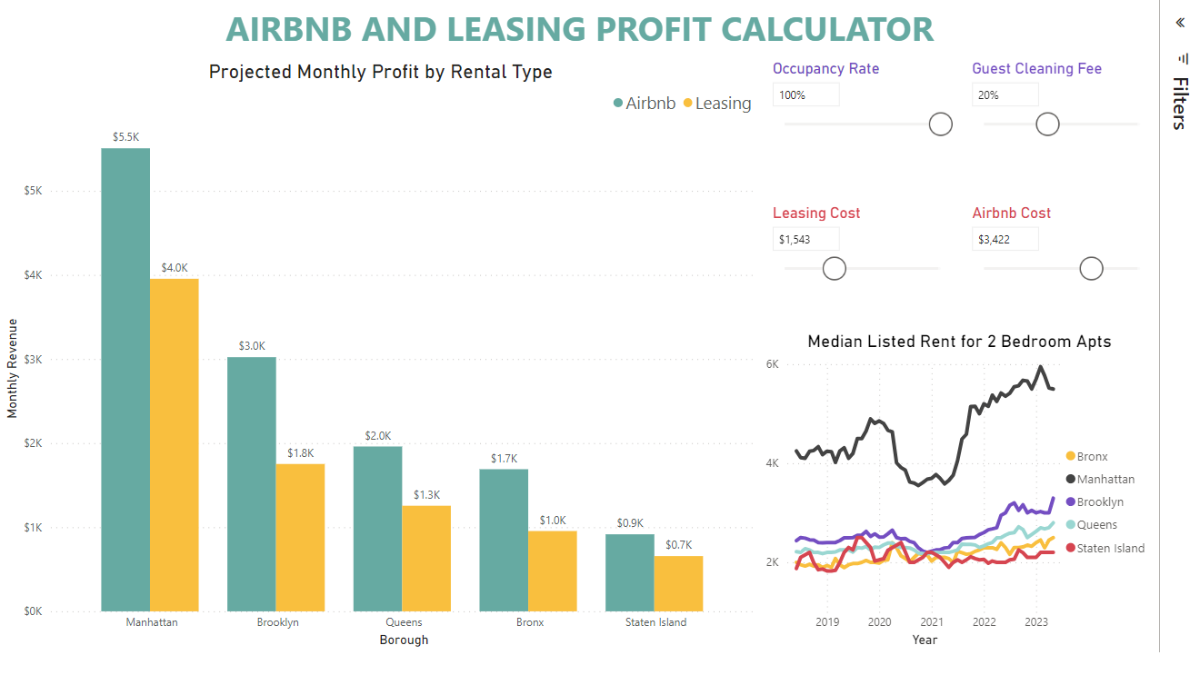 AIRBNB AND LEASING PROFIT CALCULATOR
Projected Monthly Profit by Rental Type
Airbnb Leasing
$5.5K
$5K
$4.0K
$4K
$3.0K
$3K
$2.0K
$1.8K
$2K
$1.7K
$1.3K
$1.0K
$1K
$0.9K
$0.7K
$0K
Monthly Revenue
Manhattan Brooklyn Queens Bronx Staten Island
Borough
Occupancy Rate
100%
Guest Cleaning Fee
20%
Leasing Cost
$1,543
Airbnb Cost
$3,422
Median Listed Rent for 2 Bedroom Apts
6K
4K
2K
2019 2020 2021 2022 2023
Year
Bronx
Manhattan
Brooklyn
Queens
Staten Island
«
Filters